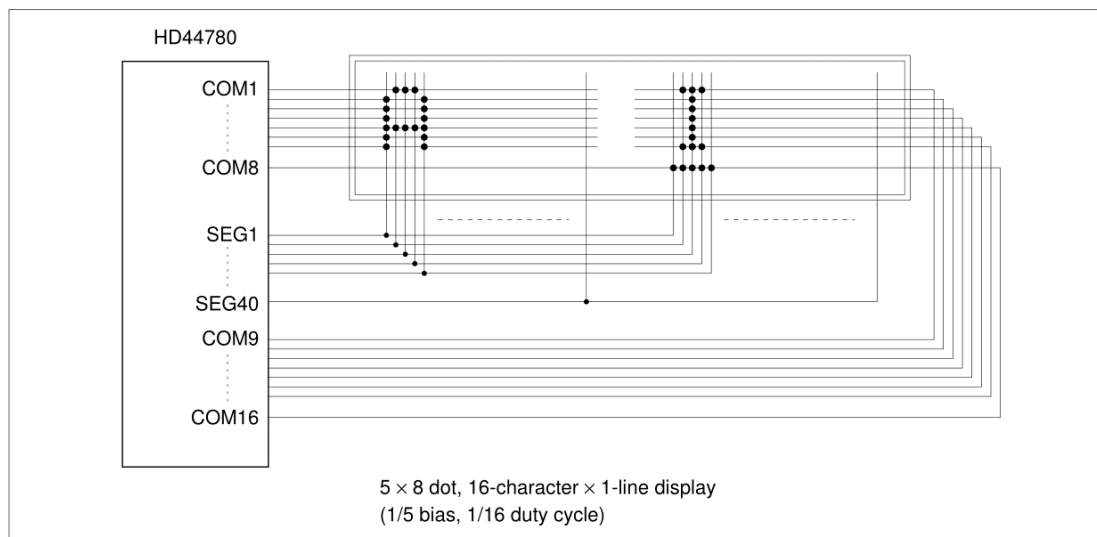 HD44780
COM1
COM8
SEG1
SEG40
COM9
COM16
5 × 8 dot, 16-character × 1-line display
(1/5 bias, 1/16 duty cycle)